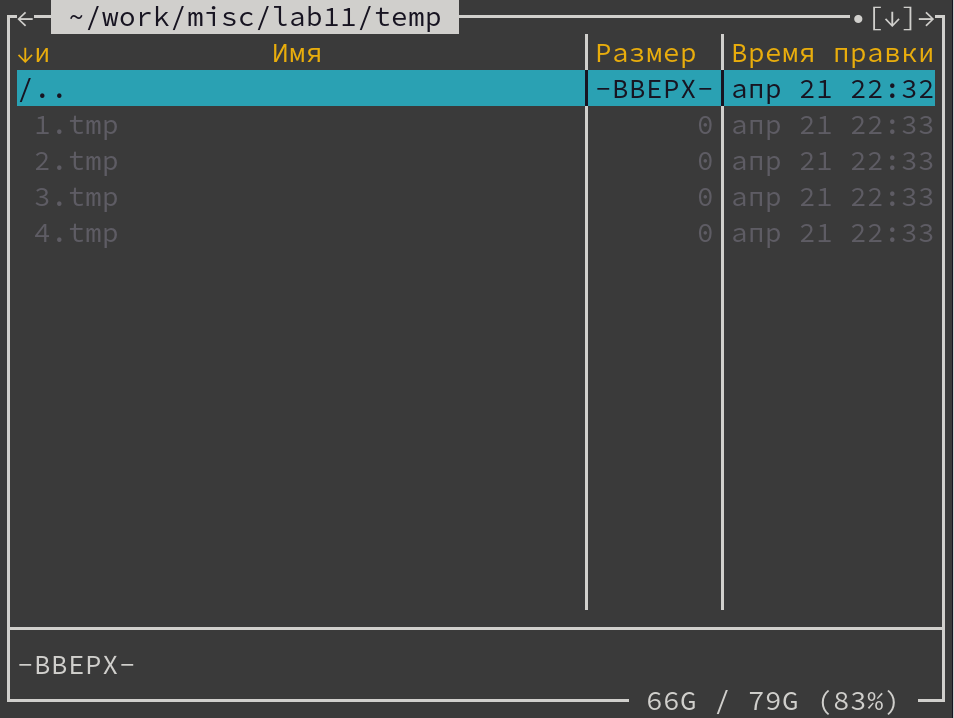 ← ~/work/misc/lab11/temp •[↓]→
↓и Имя Размер Время правки
/.. -ВВЕРХ- апр 21 22:32
1.tmp 0 апр 21 22:33
2.tmp 0 апр 21 22:33
3.tmp 0 апр 21 22:33
4.tmp 0 апр 21 22:33
-ВВЕРХ-
66G / 79G (83%)